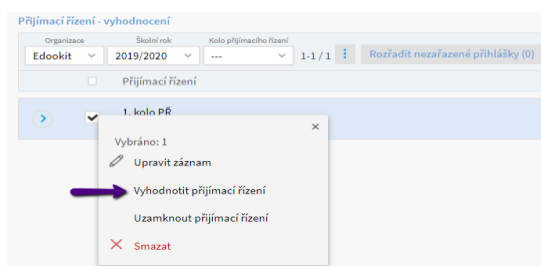 Přijímací řízení - vyhodnocení
Organizace Školní rok Kolo přijímacího řízení
Edookit 2019/2020 --- 1-1 / 1 Rozřadit nezařazené přihlášky (0)
Přijímací řízení
1. kolo PŘ
Vybráno: 1
Upravit záznam
Vyhodnotit přijímací řízení
Uzamknout přijímací řízení
Smazat